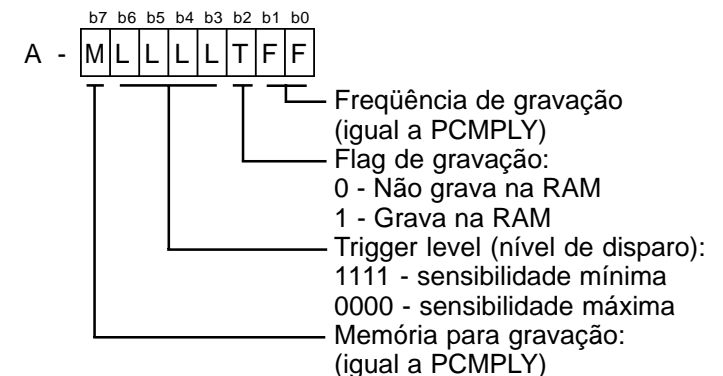 b7 b6 b5 b4 b3 b2 b1 b0
A - M L L L L T F F
Freqüência de gravação
(igual a PCMPLY)
Flag de gravação:
0 - Não grava na RAM
1 - Grava na RAM
Trigger level (nível de disparo):
1111 - sensibilidade mínima
0000 - sensibilidade máxima
Memória para gravação:
(igual a PCMPLY)